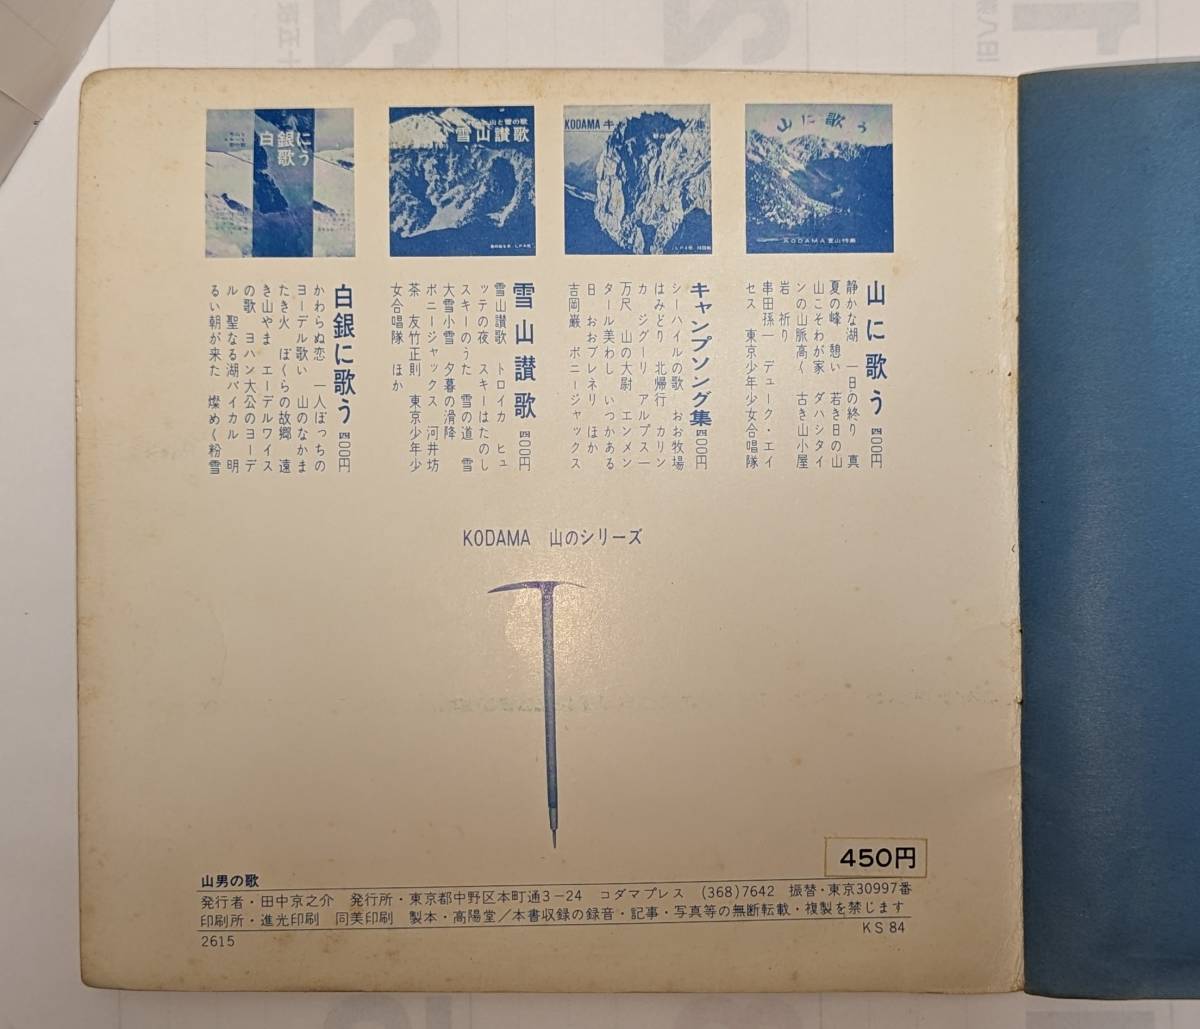 山に歌う
KODAMA 雪山特集
KODAMA キャンプソング集
雪山讃歌
白銀に歌う
山に歌う 四〇〇円
静かな湖 一日の終り 真
夏の峰 憩い 若き日の山
山こそわが家 ダハシタイ
ンの山脈高く 古き山小屋
岩 祈り
串田孫一 デューク・エイ
セス 東京少年少女合唱隊
キャンプソング集 四〇〇円
シーハイルの歌 おお牧場
はみどり 北帰行 カリン
カ ジグーリ アルプス一
万尺 山の大尉 エンメン
タール美わし いつかある
日 おおブレネリ ほか
吉岡巌 ボニージャックス
雪山讃歌 四〇〇円
雪山讃歌 トロイカ ヒュ
ッテの夜 スキーはたのし
スキーのうた 雪の道 雪
大雪小雪 夕暮の滑降
ボニージャックス 河井坊
茶 友竹正則 東京少年少
女合唱隊 ほか
白銀に歌う 四〇〇円
かわらぬ恋 一人ぼっちの
ヨーデル歌い 山のなかま
たき火 ぼくらの故郷 遠
き山やま エーデルワイス
の歌 ヨハン大公のヨーデ
ル 聖なる湖バイカル 明
るい朝が来た 燦めく粉雪
KODAMA 山のシリーズ
450円
山男の歌
発行者・田中京之介 発行所・東京都中野区本町通3−24 コダマプレス (368)7642 振替・東京30997番
印刷所・進光印刷 同美印刷 製本・高陽堂/本書収録の録音・記事・写真等の無断転載・複製を禁じます
2615
KS 84